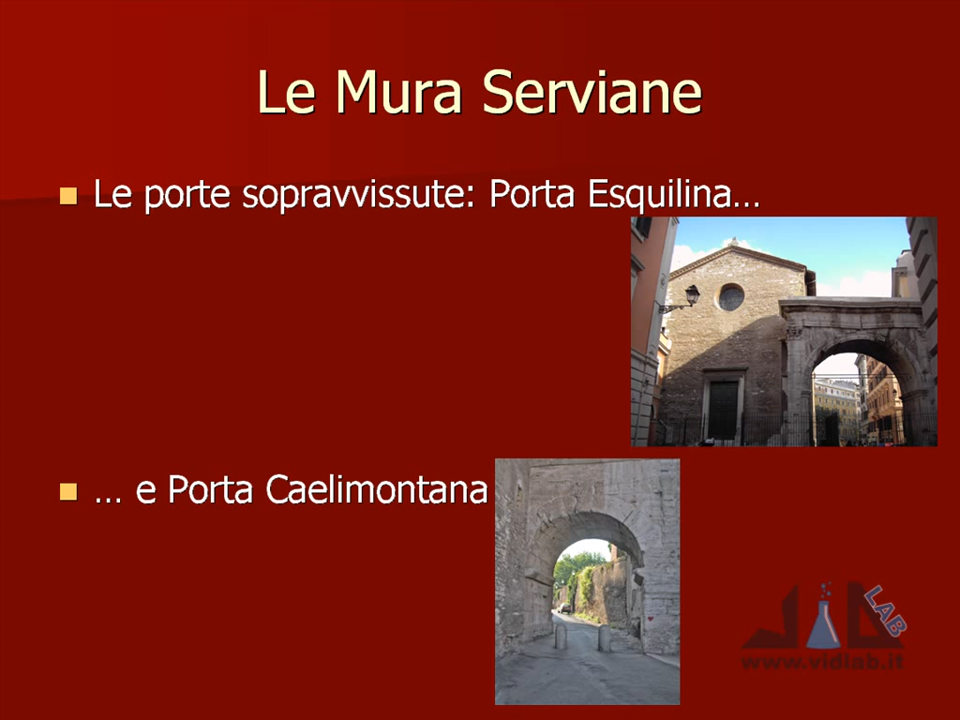 Le Mura Serviane
Le porte sopravvissute: Porta Esquilina…
… e Porta Caelimontana
LAB
www.vidlab.it